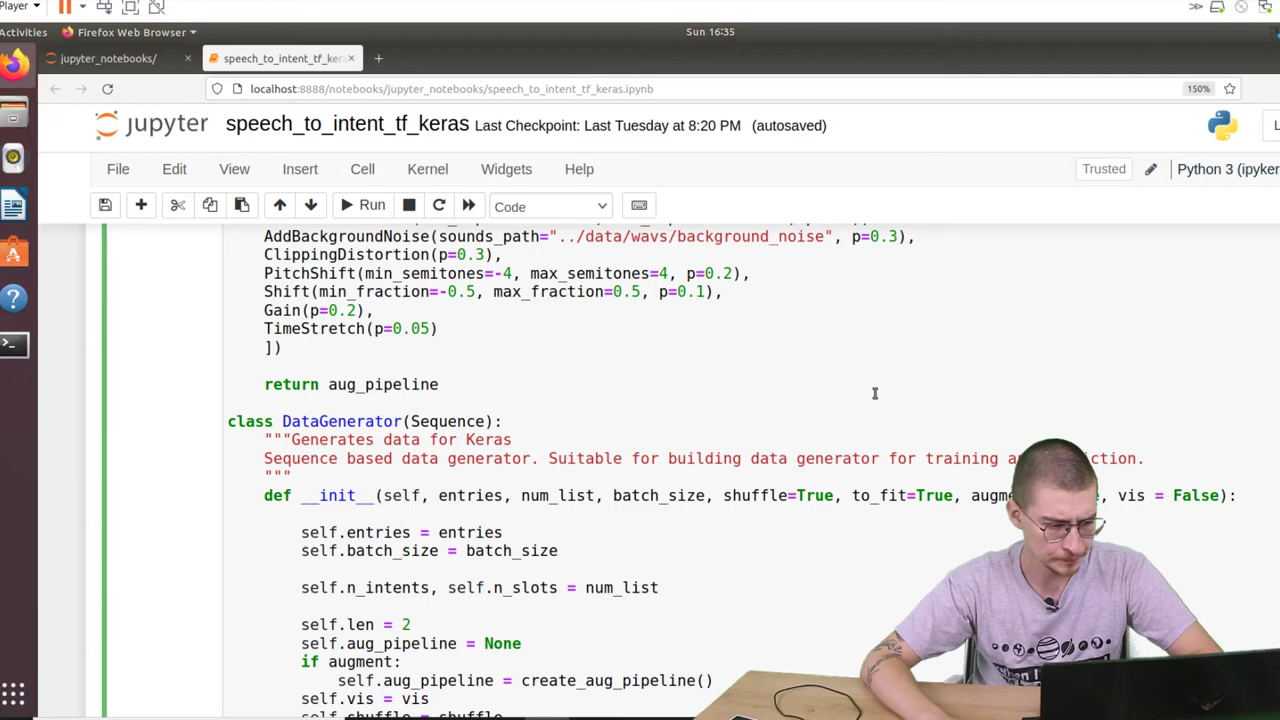 Player
Activities
Firefox Web Browser
Sun 16:35
jupyter_notebooks/
speech_to_intent_tf_ker
localhost:8888/notebooks/jupyter_notebooks/speech_to_intent_tf_keras.ipynb
150%
jupyter
speech_to_intent_tf_keras Last Checkpoint: Last Tuesday at 8:20 PM (autosaved)
File Edit View Insert Cell Kernel Widgets Help
Trusted
Python 3 (ipyker
Run
Code
AddBackgroundNoise(sounds_path="../data/wavs/background_noise", p=0.3),
ClippingDistortion(p=0.3),
PitchShift(min_semitones=-4, max_semitones=4, p=0.2),
Shift(min_fraction=-0.5, max_fraction=0.5, p=0.1),
Gain(p=0.2),
TimeStretch(p=0.05)
])
return aug_pipeline
class DataGenerator(Sequence):
"""Generates data for Keras
Sequence based data generator. Suitable for building data generator for training
"""
def __init__(self, entries, num_list, batch_size, shuffle=True, to_fit=True, augm vis = False):
self.entries = entries
self.batch_size = batch_size
self.n_intents, self.n_slots = num_list
self.len = 2
self.aug_pipeline = None
if augment:
self.aug_pipeline = create_aug_pipeline()
self.vis = vis
self.shuffle = shuffle